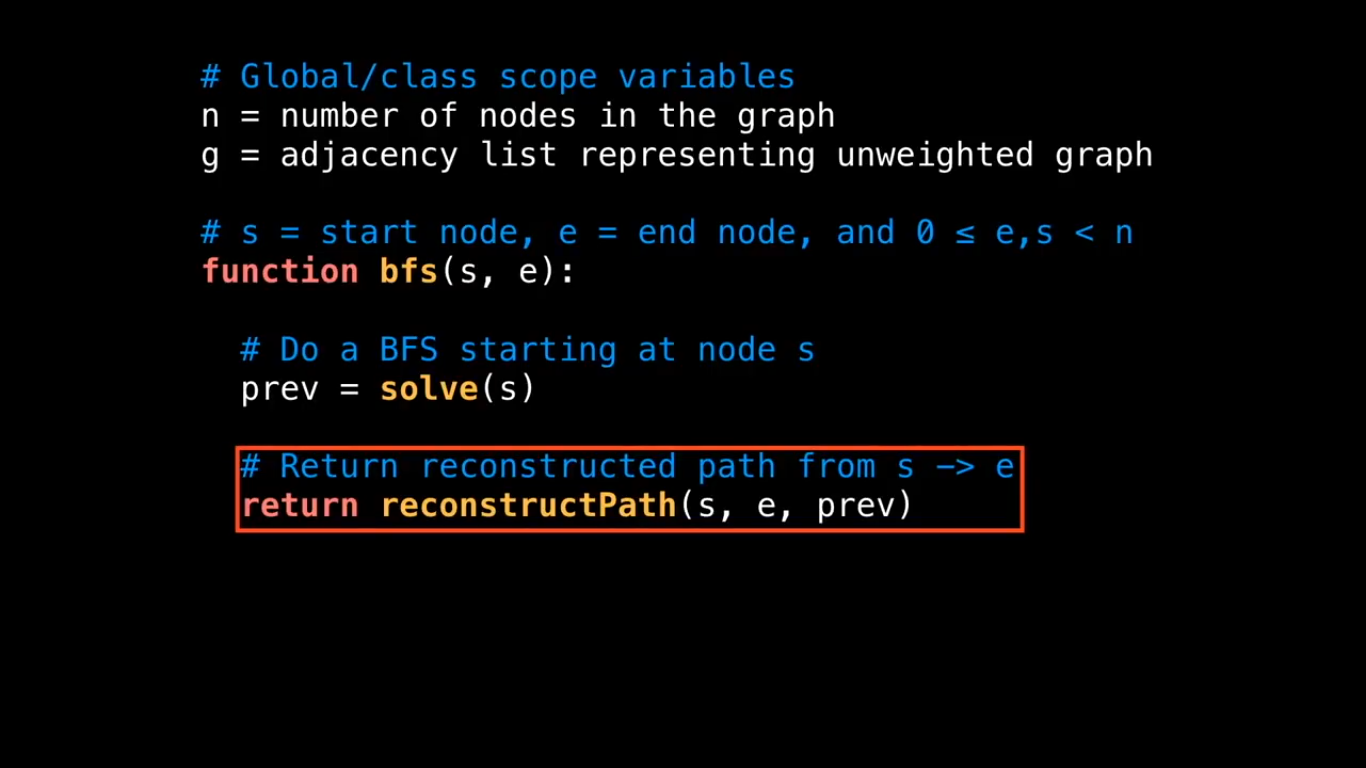 # Global/class scope variables
n = number of nodes in the graph
g = adjacency list representing unweighted graph
# s = start node, e = end node, and 0 ≤ e,s < n
function bfs(s, e):
# Do a BFS starting at node s
prev = solve(s)
# Return reconstructed path from s -> e
return reconstructPath(s, e, prev)